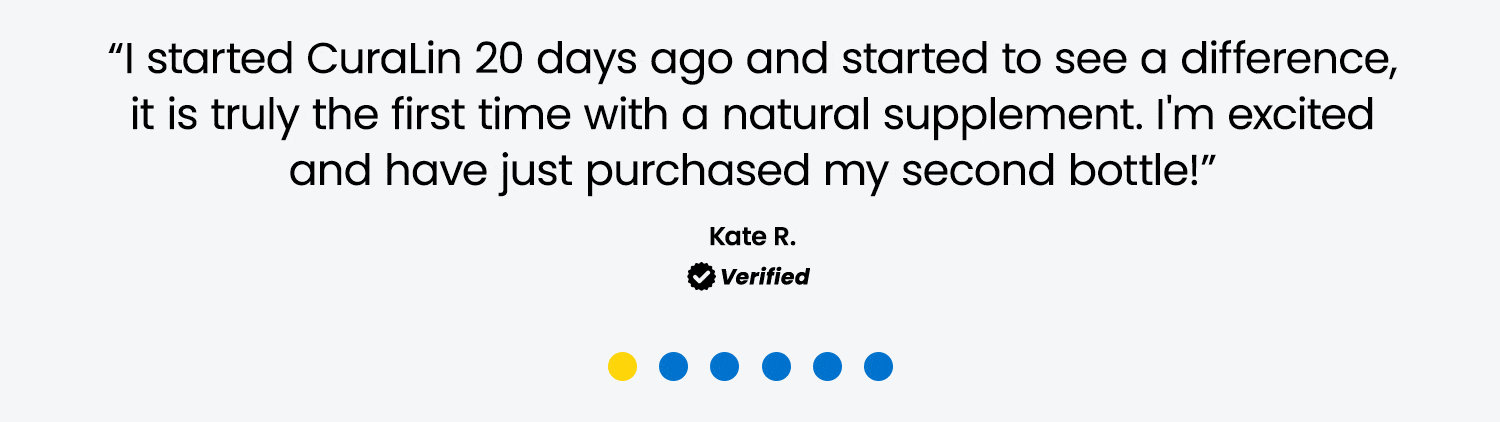 “I started CuraLin 20 days ago and started to see a difference,
it is truly the first time with a natural supplement. I'm excited
and have just purchased my second bottle!”
Kate R.
Verified